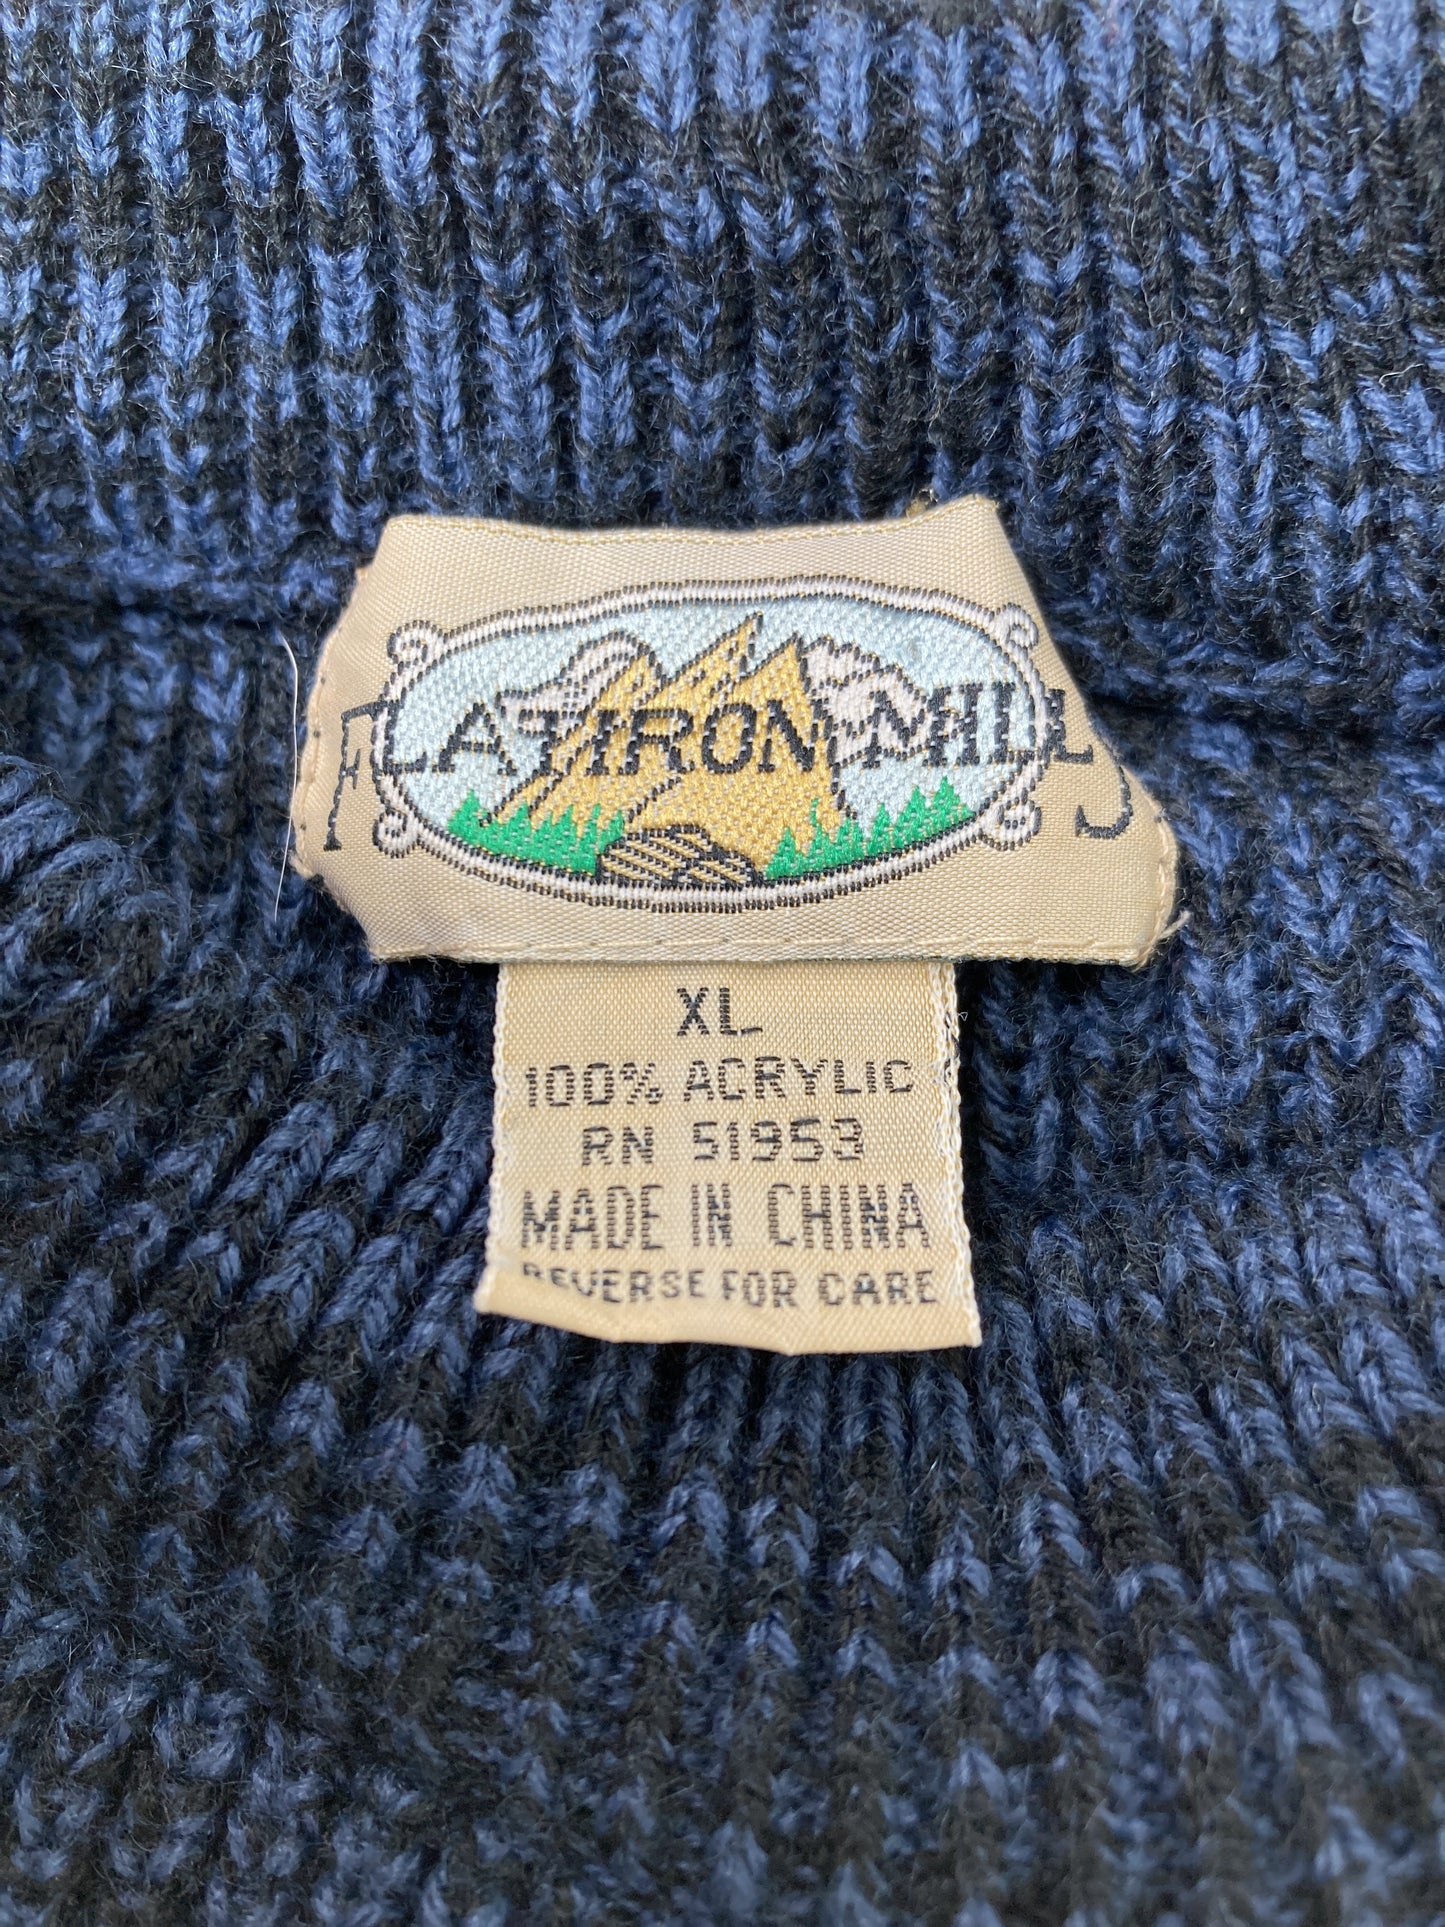 FLATIRON MILLS
XL
100% ACRYLIC
RN 51953
MADE IN CHINA
REVERSE FOR CARE